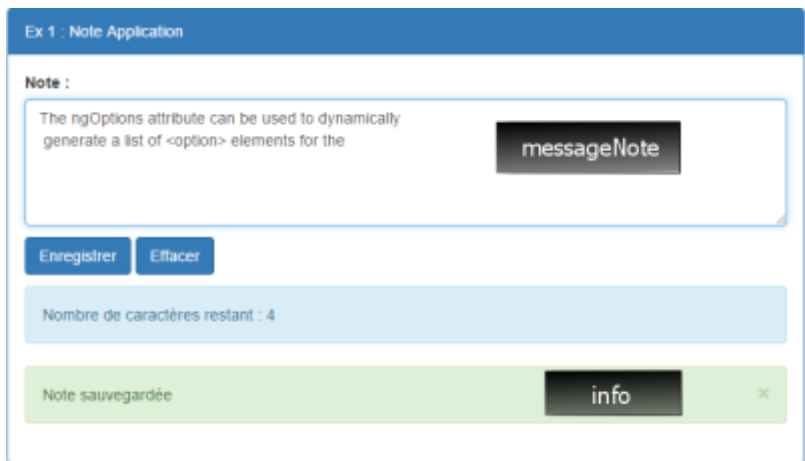 Ex 1 : Note Application
Note :
The ngOptions attribute can be used to dynamically
generate a list of <option> elements for the
messageNote
Enregistrer Effacer
Nombre de caractères restant : 4
Note sauvegardée
info ×